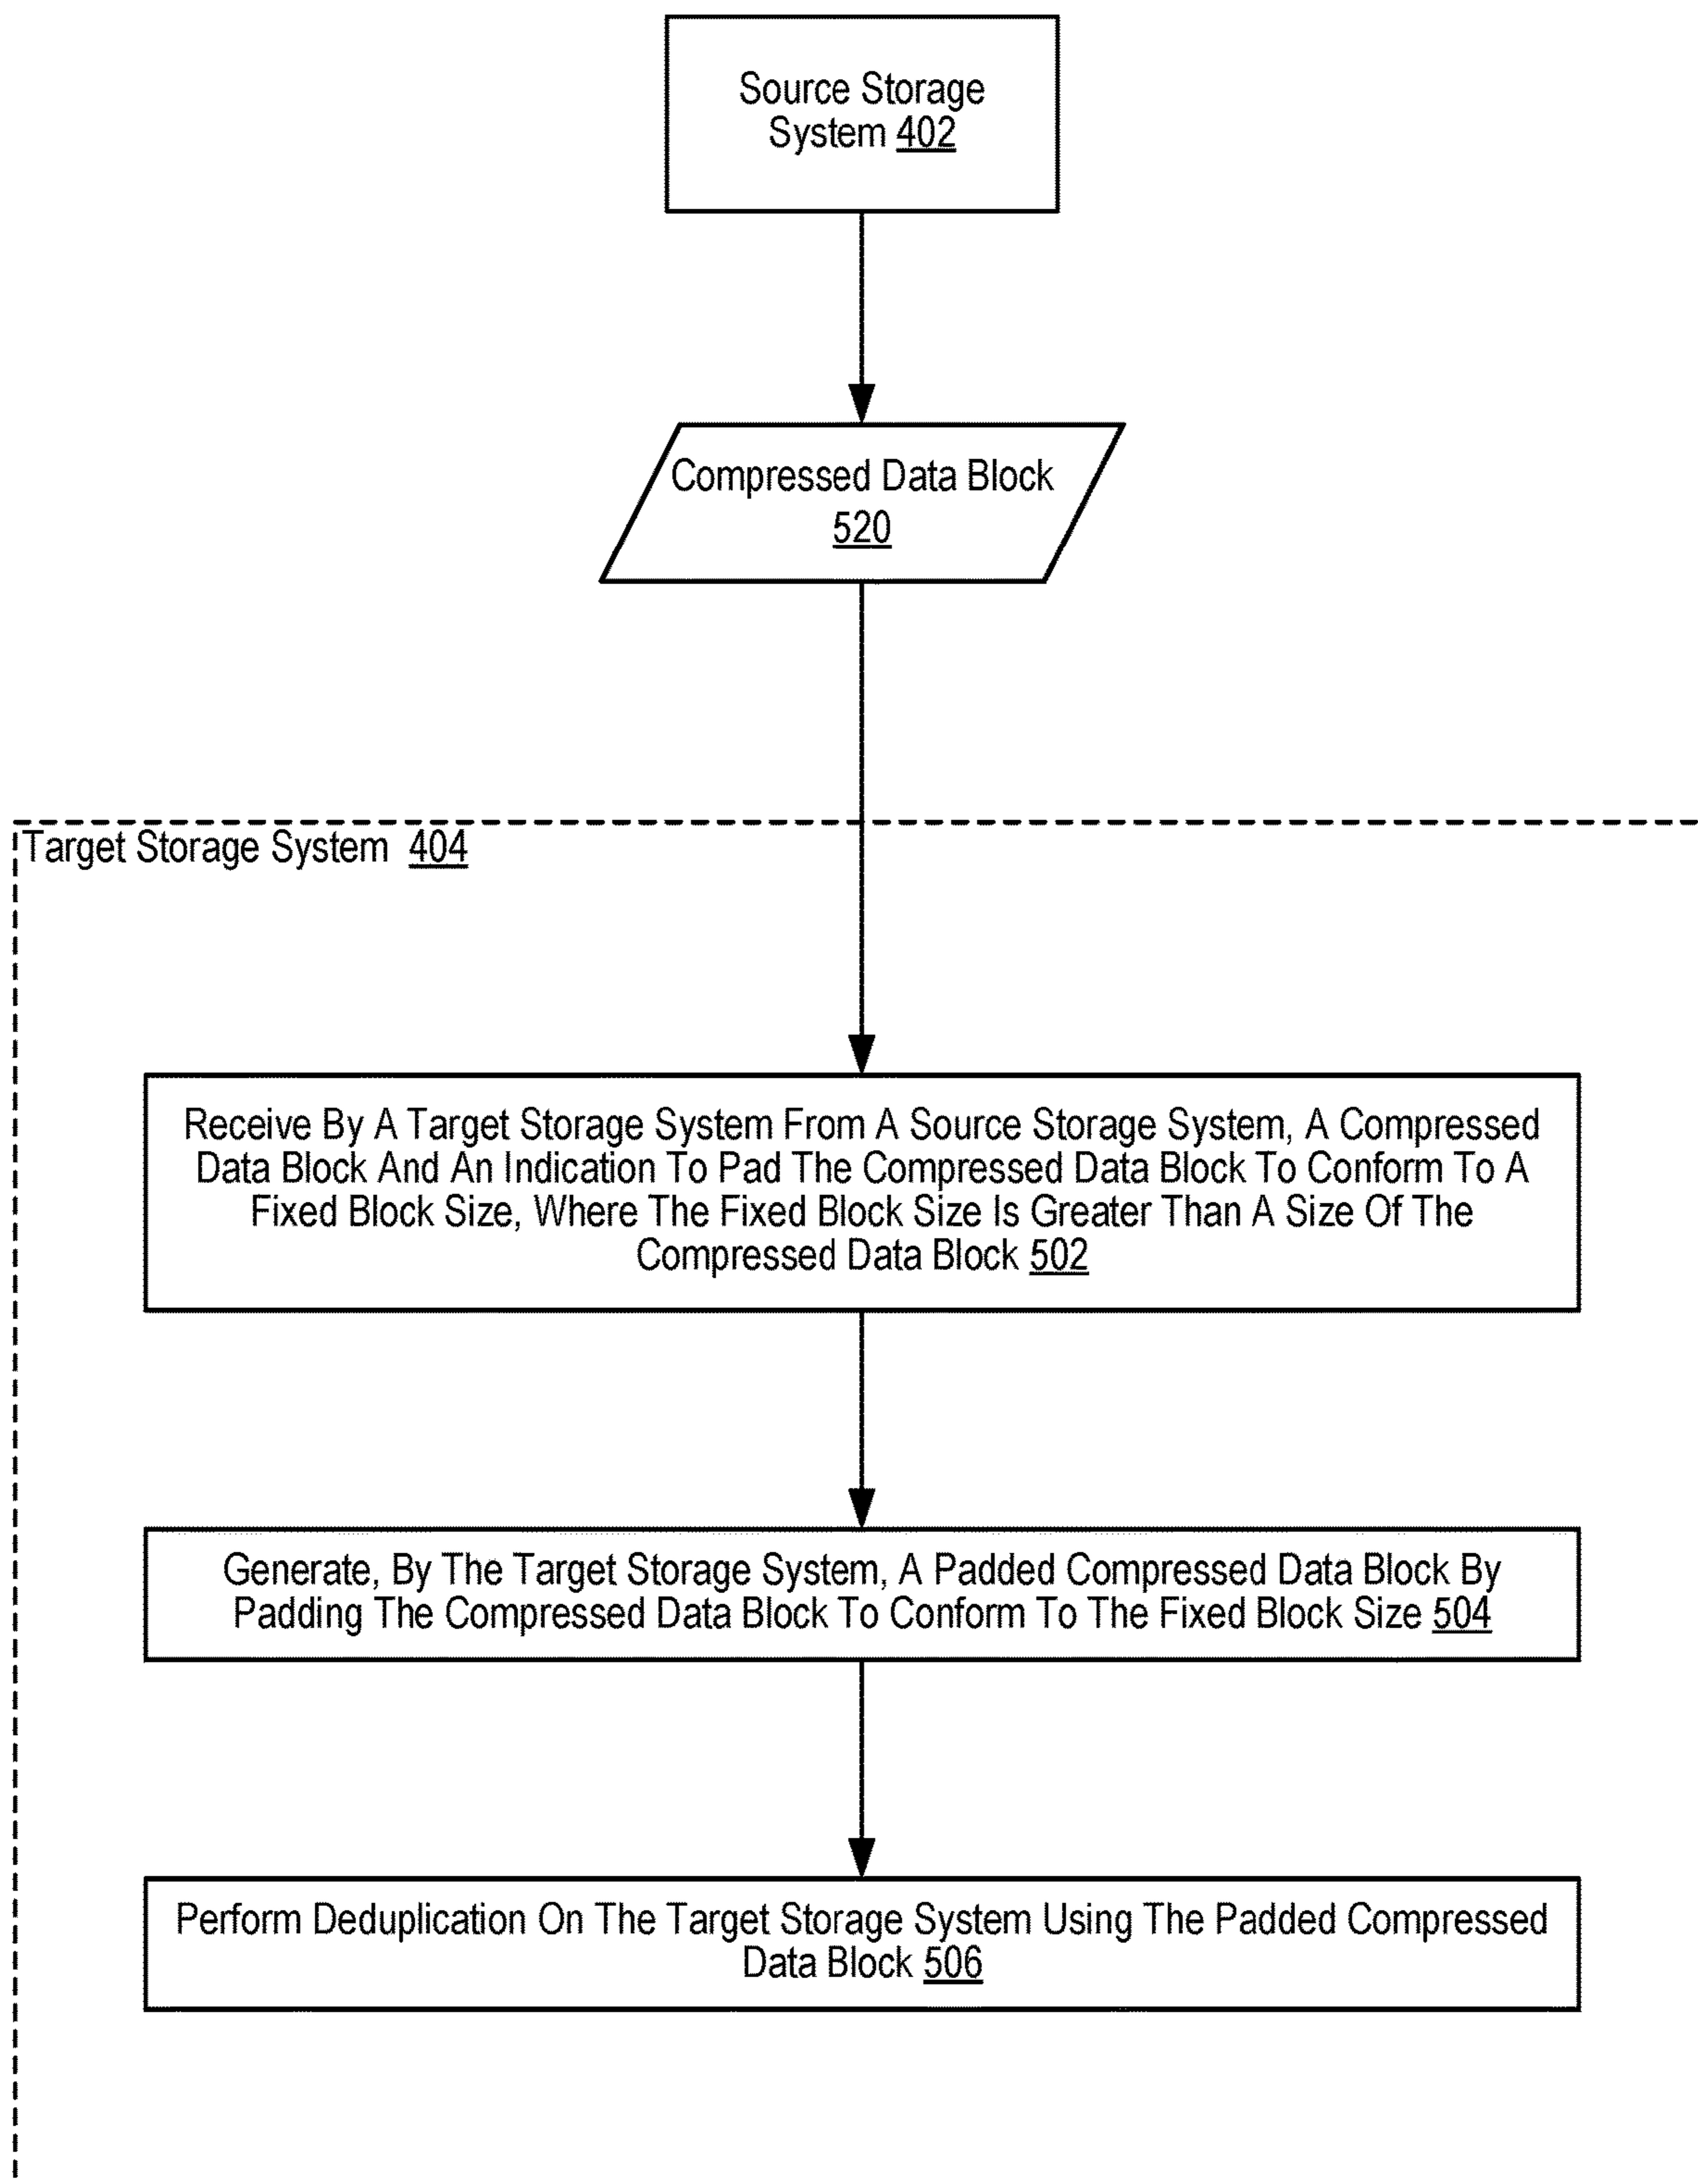 Source Storage
System 402
Compressed Data Block
520
Target Storage System 404
Receive By A Target Storage System From A Source Storage System, A Compressed
Data Block And An Indication To Pad The Compressed Data Block To Conform To A
Fixed Block Size, Where The Fixed Block Size Is Greater Than A Size Of The
Compressed Data Block 502
Generate, By The Target Storage System, A Padded Compressed Data Block By
Padding The Compressed Data Block To Conform To The Fixed Block Size 504
Perform Deduplication On The Target Storage System Using The Padded Compressed
Data Block 506